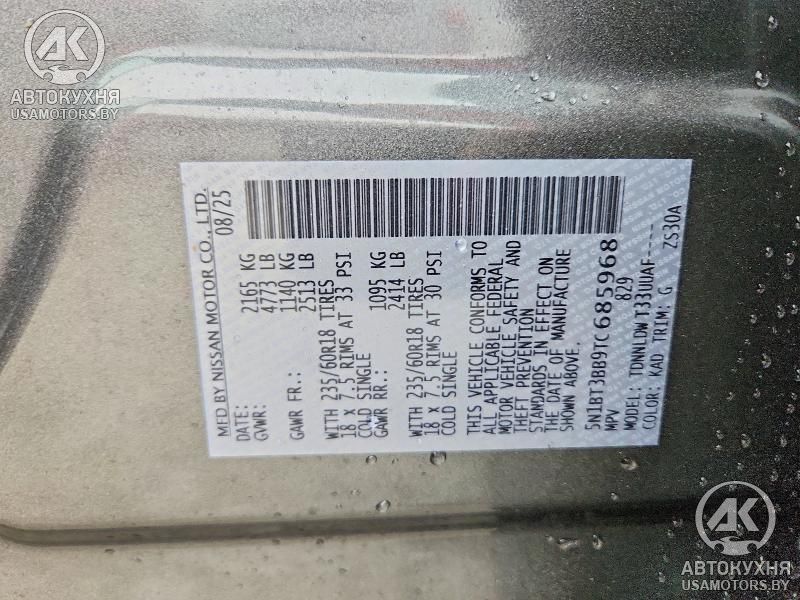 AK
АВТОКУХНЯ
USAMOTORS.BY
MFD BY NISSAN MOTOR CO., LTD.
DATE: 08/25
GVWR: 2165 KG
4773 LB
GAWR FR.: 1140 KG
2513 LB
WITH 235/60R18 TIRES
18 x 7.5 RIMS AT 33 PSI
COLD SINGLE
GAWR RR.: 1095 KG
2414 LB
WITH 235/60R18 TIRES
18 x 7.5 RIMS AT 30 PSI
COLD SINGLE
THIS VEHICLE CONFORMS TO
ALL APPLICABLE FEDERAL
MOTOR VEHICLE SAFETY AND
THEFT PREVENTION
STANDARDS IN EFFECT ON
THE DATE OF MANUFACTURE
SHOWN ABOVE.
5N1BT3BB9TC685968
MPV 829
MODEL: TDNNLDWT33UUAF-----
COLOR: KAD TRIM: G ZS30A
AK
АВТОКУХНЯ
USAMOTORS.BY